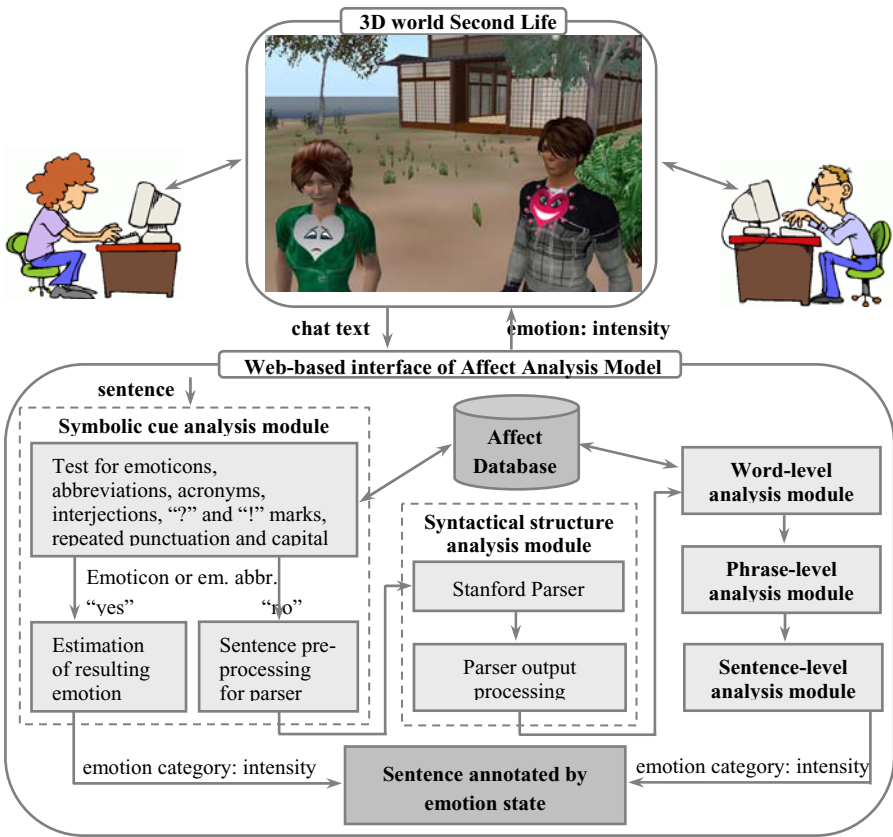 3D world Second Life
chat text
emotion: intensity
Web-based interface of Affect Analysis Model
sentence
Symbolic cue analysis module
Test for emoticons,
abbreviations, acronyms,
interjections, “?” and “!” marks,
repeated punctuation and capital
Emoticon or em. abbr.
“yes”
“no”
Estimation
of resulting
emotion
Sentence pre-
processing
for parser
Affect
Database
Syntactical structure
analysis module
Stanford Parser
Parser output
processing
Word-level
analysis module
Phrase-level
analysis module
Sentence-level
analysis module
emotion category: intensity
Sentence annotated by
emotion state
emotion category: intensity